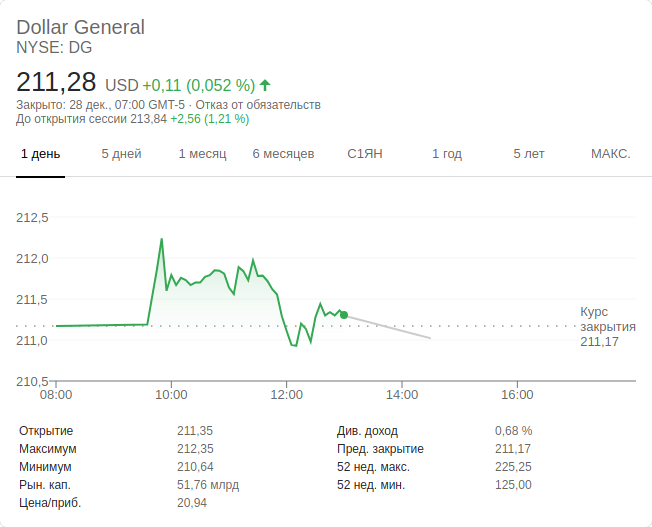 Dollar General
NYSE: DG
211,28 USD +0,11 (0,052 %)
Закрыто: 28 дек., 07:00 GMT-5 · Отказ от обязательств
До открытия сессии 213,84 +2,56 (1,21 %)
1 день 5 дней 1 месяц 6 месяцев С1ЯН 1 год 5 лет МАКС.
212,5
212,0
211,5
211,0
210,5
Курс
закрытия
211,17
08:00 10:00 12:00 14:00 16:00
Открытие 211,35 Див. доход 0,68 %
Максимум 212,35 Пред. закрытие 211,17
Минимум 210,64 52 нед. макс. 225,25
Рын. кап. 51,76 млрд 52 нед. мин. 125,00
Цена/приб. 20,94